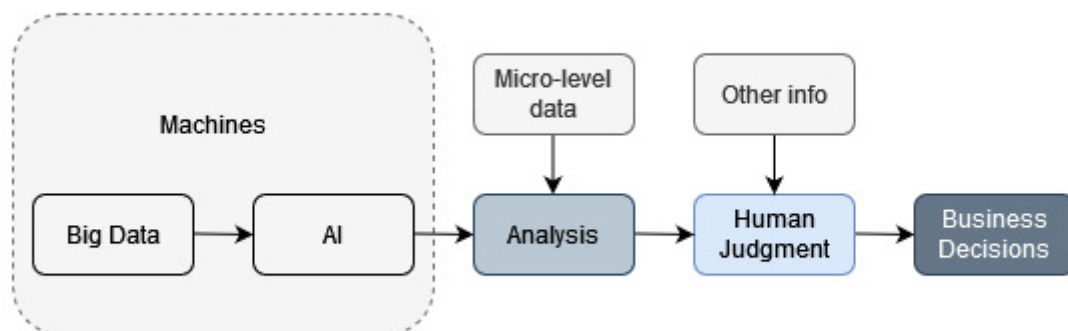 Machines
Micro-level
data
Other info
Big Data
AI
Analysis
Human
Judgment
Business
Decisions